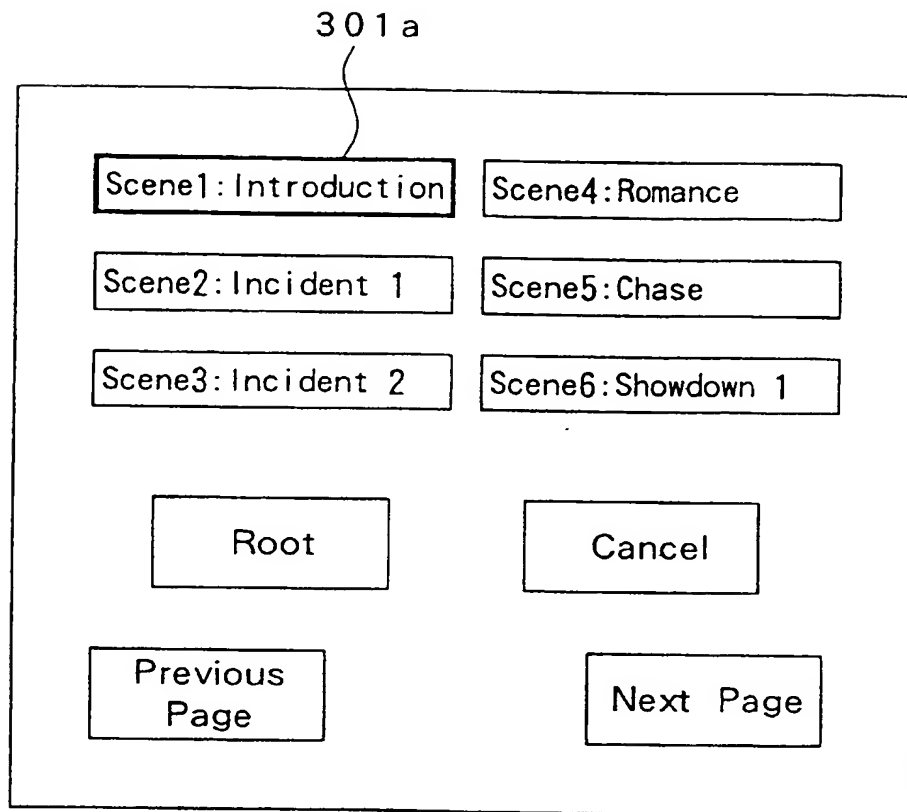 301a
Scene1:Introduction
Scene4:Romance
Scene2:Incident 1
Scene5:Chase
Scene3:Incident 2
Scene6:Showdown 1
Root
Cancel
Previous
Page
Next Page